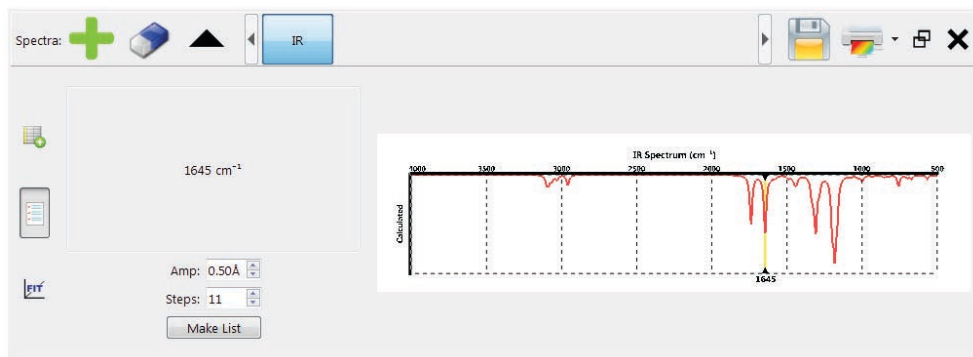 Spectra:
IR
1645 cm⁻¹
IR Spectrum (cm⁻¹)
4000 3500 3000 2500 2000 1500 1000 500
Calculated
1645
FIT
Amp: 0.50Å
Steps: 11
Make List